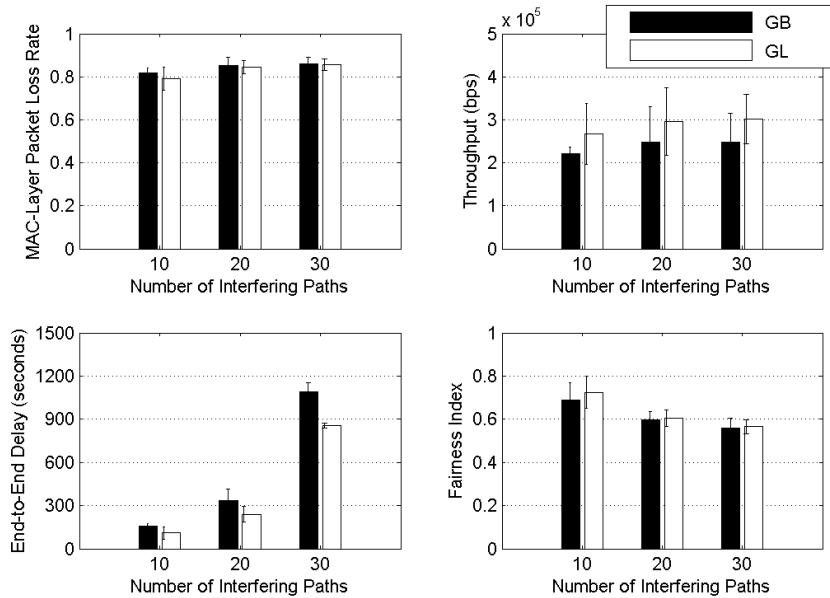 MAC-Layer Packet Loss Rate
1
0.8
0.6
0.4
0.2
0
10 20 30
Number of Interfering Paths
x 10^5
GB
GL
Throughput (bps)
5
4
3
2
1
0
10 20 30
Number of Interfering Paths
End-to-End Delay (seconds)
1500
1200
900
600
300
0
10 20 30
Number of Interfering Paths
Fairness Index
1
0.8
0.6
0.4
0.2
0
10 20 30
Number of Interfering Paths